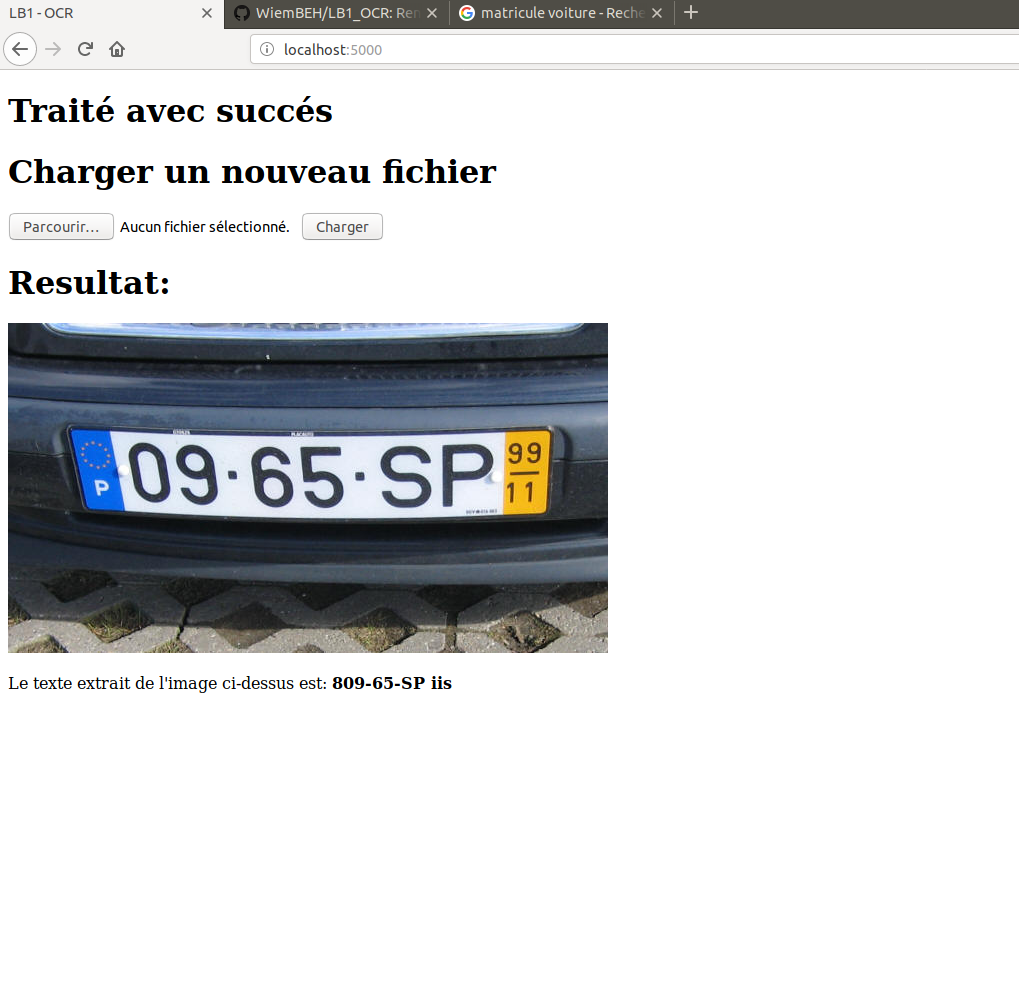 LB1 - OCR
WiemBEH/LB1_OCR: Ren
matricule voiture - Reche
localhost:5000
Traité avec succés
Charger un nouveau fichier
Parcourir… Aucun fichier sélectionné. Charger
Resultat:
P 09·65·SP 99
11
Le texte extrait de l'image ci-dessus est: 809-65-SP iis